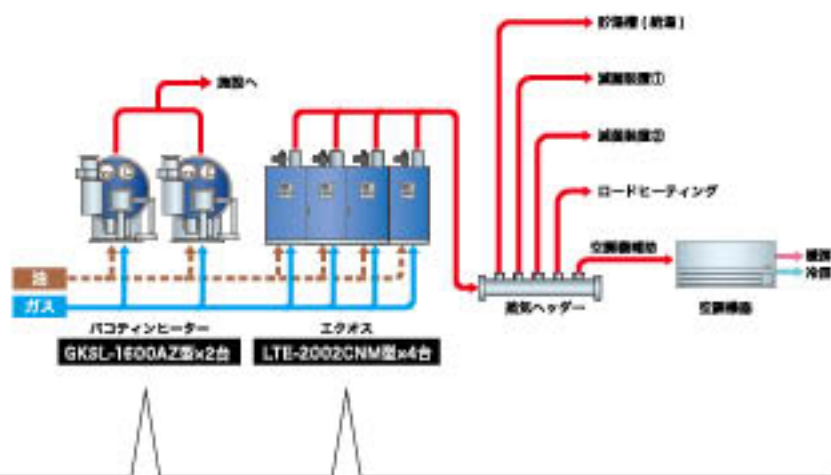 貯湯槽(給湯)
施設へ
滅菌装置①
滅菌装置②
ロードヒーティング
空調機補助
暖房
冷房
油
ガス
蒸気ヘッダー
空調機器
バコティンヒーター
エクオス
GKSL-1600AZ型×2台
LTE-2002CNM型×4台